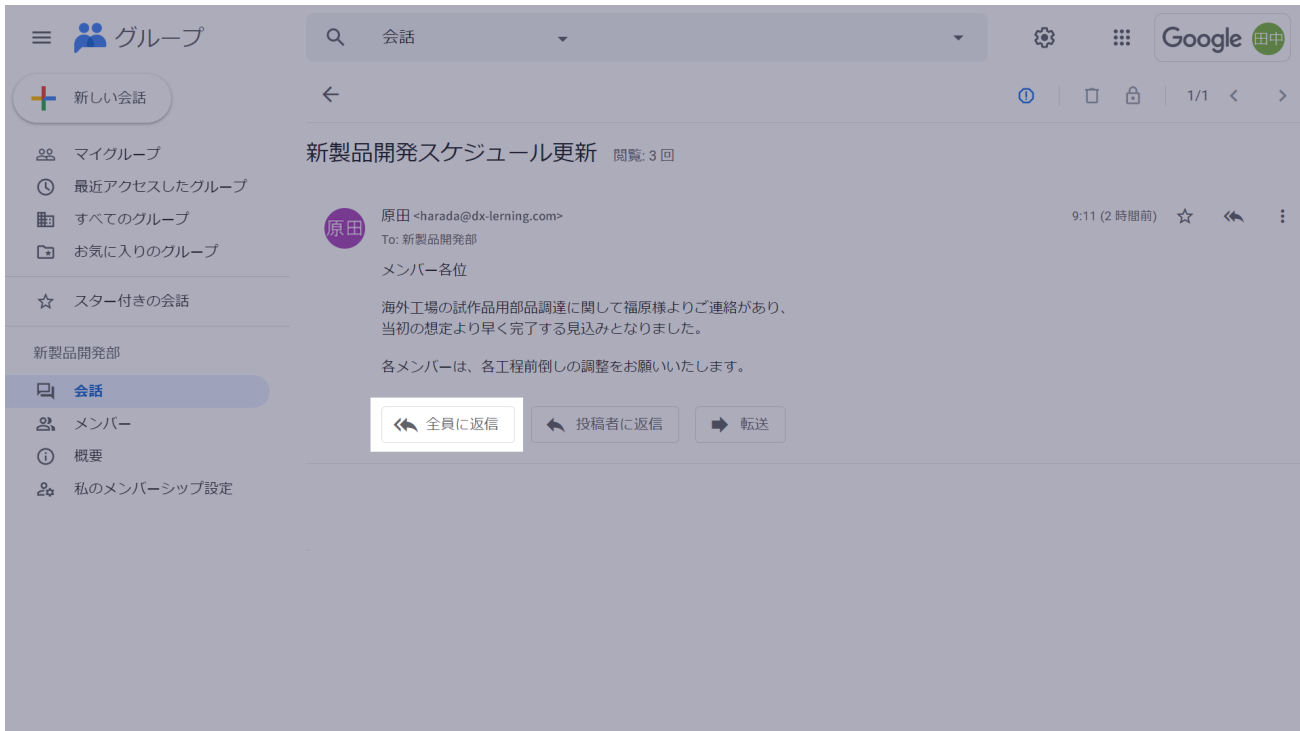 グループ
会話
Google
田中
新しい会話
1/1
マイグループ
最近アクセスしたグループ
すべてのグループ
お気に入りのグループ
スター付きの会話
新製品開発部
会話
メンバー
概要
私のメンバーシップ設定
新製品開発スケジュール更新 閲覧: 3 回
原田
原田 <harada@dx-lerning.com>
9:11 (2 時間前)
To: 新製品開発部
メンバー各位
海外工場の試作品用部品調達に関して福原様よりご連絡があり、
当初の想定より早く完了する見込みとなりました。
各メンバーは、各工程前倒しの調整をお願いいたします。
全員に返信
投稿者に返信
転送